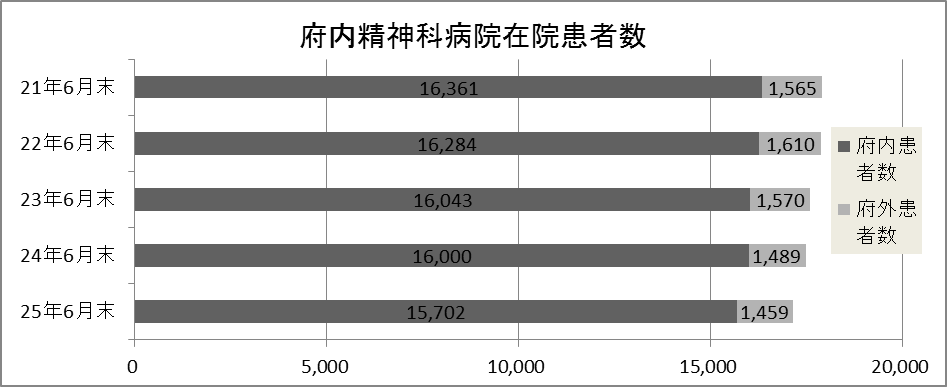 府内精神科病院在院患者数
21年6月末
16,361
1,565
22年6月末
16,284
1,610
23年6月末
16,043
1,570
24年6月末
16,000
1,489
25年6月末
15,702
1,459
0
5,000
10,000
15,000
20,000
府内患
者数
府外患
者数